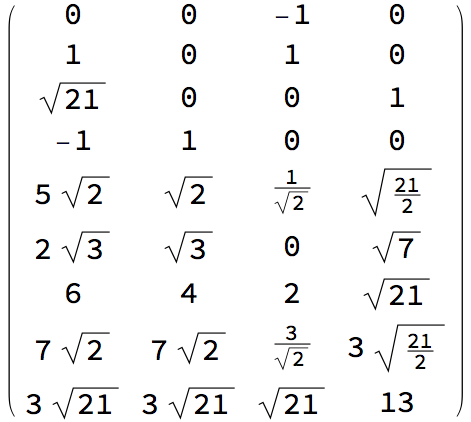 0 0 -1 0
1 0 1 0
√21 0 0 1
-1 1 0 0
5√2 √2 1/√2 √(21/2)
2√3 √3 0 √7
6 4 2 √21
7√2 7√2 3/√2 3√(21/2)
3√21 3√21 √21 13